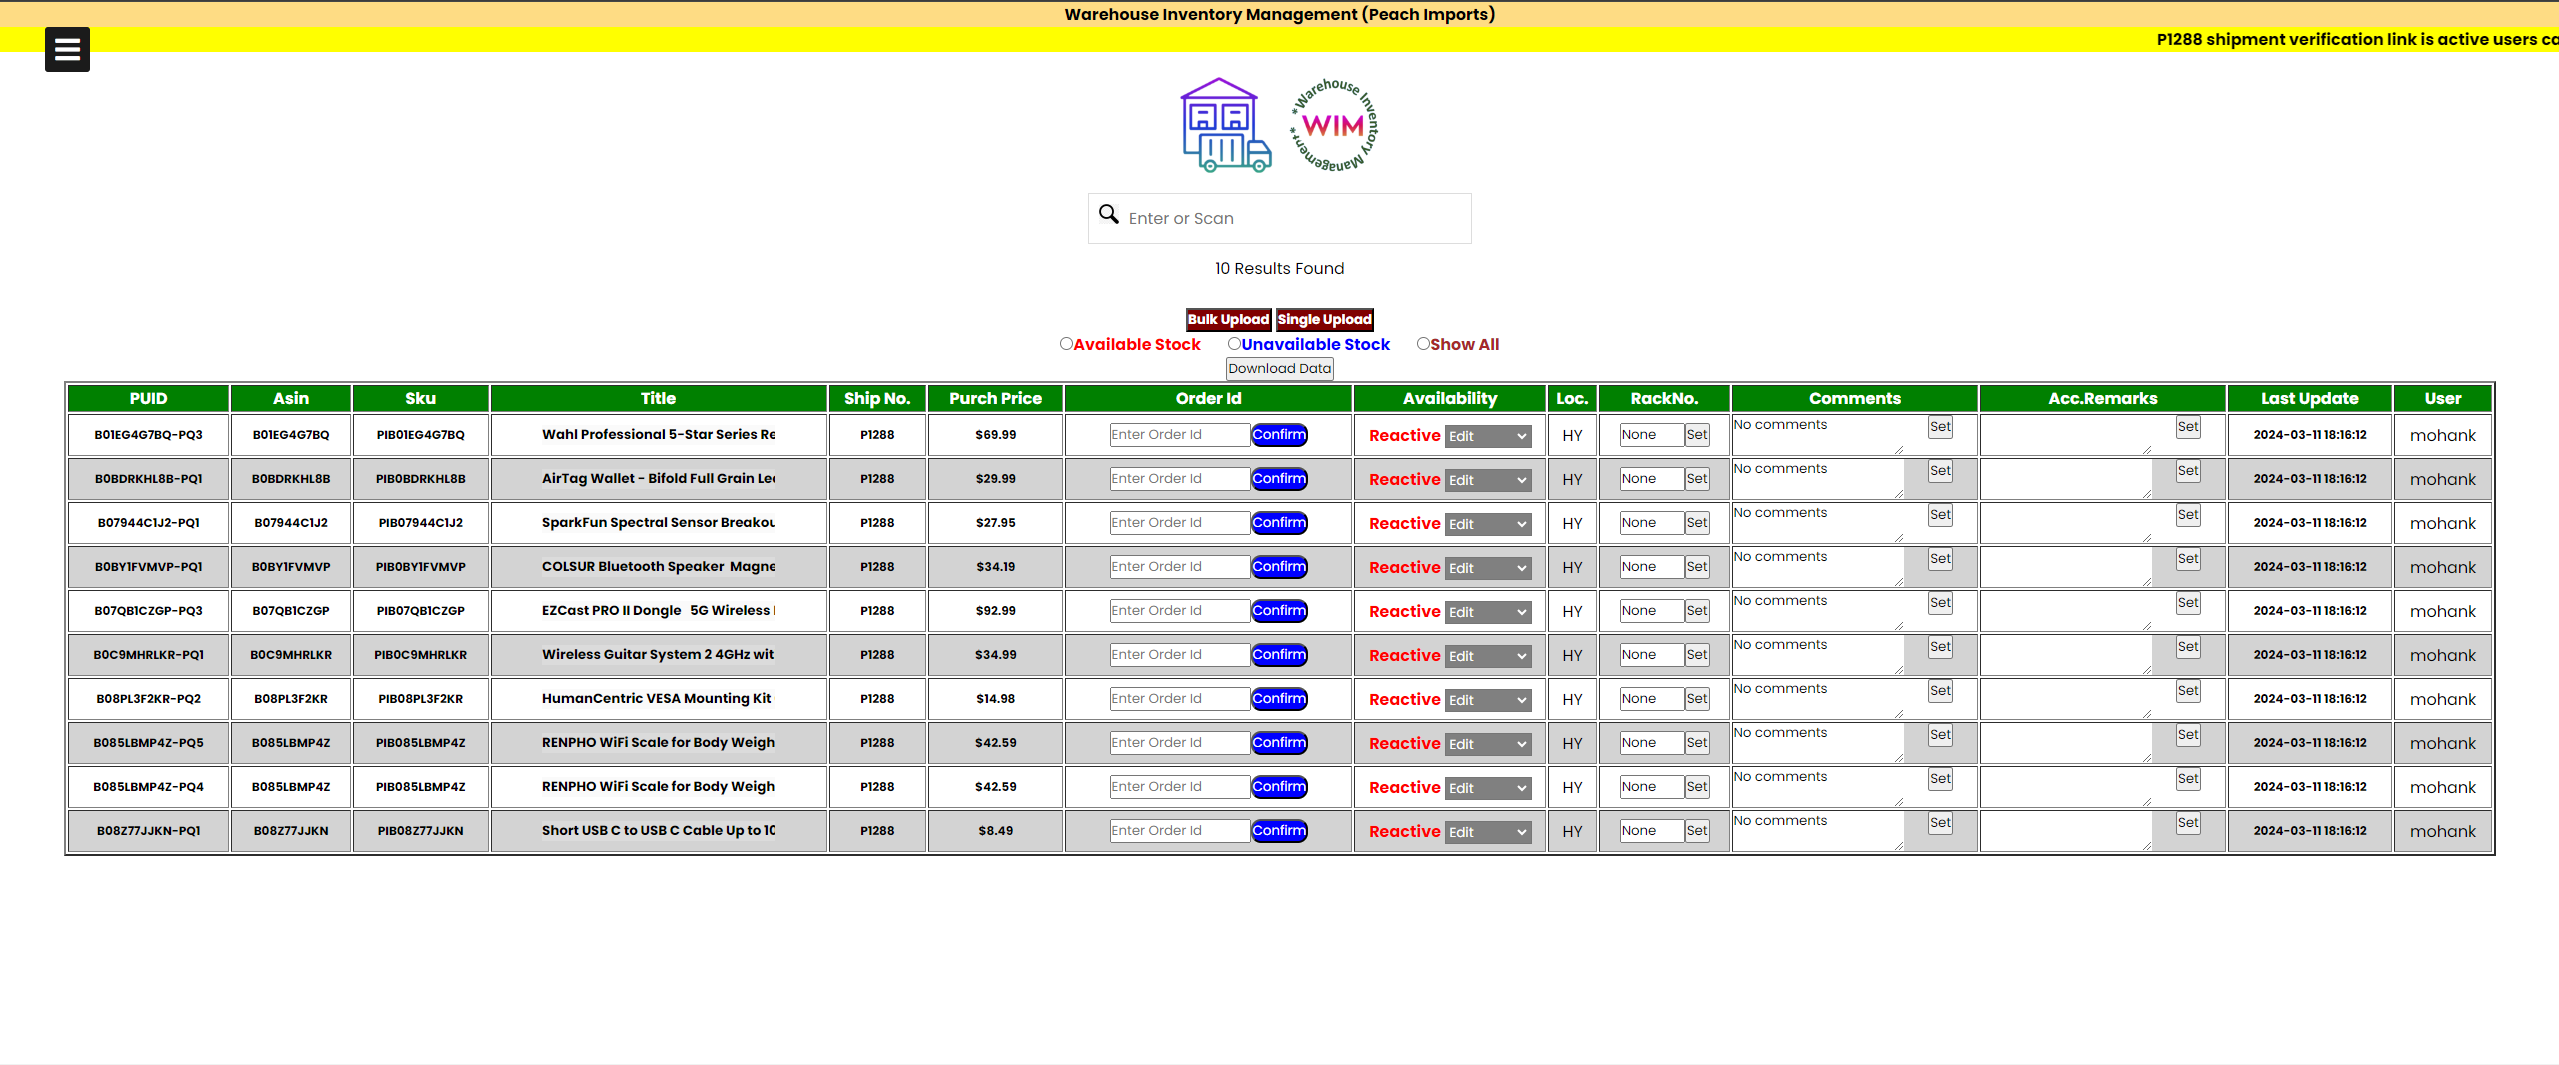 Warehouse Inventory Management (Peach Imports)
P1288 shipment verification link is active users ca
*Warehouse Inventory Management*
WIM
Enter or Scan
10 Results Found
Bulk Upload Single Upload
Available Stock Unavailable Stock Show All
Download Data
PUID Asin Sku Title Ship No. Purch Price Order Id Availability Loc. RackNo. Comments Acc.Remarks Last Update User
B01EG4G7BQ-PQ3 B01EG4G7BQ PIB01EG4G7BQ Wahl Professional 5-Star Series Re P1288 $69.99 Enter Order Id Confirm Reactive Edit HY None Set No comments Set Set 2024-03-11 18:16:12 mohank
B0BDRKHL8B-PQ1 B0BDRKHL8B PIB0BDRKHL8B AirTag Wallet - Bifold Full Grain Lea P1288 $29.99 Enter Order Id Confirm Reactive Edit HY None Set No comments Set Set 2024-03-11 18:16:12 mohank
B07944C1J2-PQ1 B07944C1J2 PIB07944C1J2 SparkFun Spectral Sensor Breakou P1288 $27.95 Enter Order Id Confirm Reactive Edit HY None Set No comments Set Set 2024-03-11 18:16:12 mohank
B0BY1FVMVP-PQ1 B0BY1FVMVP PIB0BY1FVMVP COLSUR Bluetooth Speaker Magne P1288 $34.19 Enter Order Id Confirm Reactive Edit HY None Set No comments Set Set 2024-03-11 18:16:12 mohank
B07QB1CZGP-PQ3 B07QB1CZGP PIB07QB1CZGP EZCast PRO II Dongle 5G Wireless P1288 $92.99 Enter Order Id Confirm Reactive Edit HY None Set No comments Set Set 2024-03-11 18:16:12 mohank
B0C9MHRLKR-PQ1 B0C9MHRLKR PIB0C9MHRLKR Wireless Guitar System 2 4GHz wit P1288 $34.99 Enter Order Id Confirm Reactive Edit HY None Set No comments Set Set 2024-03-11 18:16:12 mohank
B08PL3F2KR-PQ2 B08PL3F2KR PIB08PL3F2KR HumanCentric VESA Mounting Kit P1288 $14.98 Enter Order Id Confirm Reactive Edit HY None Set No comments Set Set 2024-03-11 18:16:12 mohank
B085LBMP4Z-PQ5 B085LBMP4Z PIB085LBMP4Z RENPHO WiFi Scale for Body Weigh P1288 $42.59 Enter Order Id Confirm Reactive Edit HY None Set No comments Set Set 2024-03-11 18:16:12 mohank
B085LBMP4Z-PQ4 B085LBMP4Z PIB085LBMP4Z RENPHO WiFi Scale for Body Weigh P1288 $42.59 Enter Order Id Confirm Reactive Edit HY None Set No comments Set Set 2024-03-11 18:16:12 mohank
B08Z77JJKN-PQ1 B08Z77JJKN PIB08Z77JJKN Short USB C to USB C Cable Up to 10 P1288 $8.49 Enter Order Id Confirm Reactive Edit HY None Set No comments Set Set 2024-03-11 18:16:12 mohank